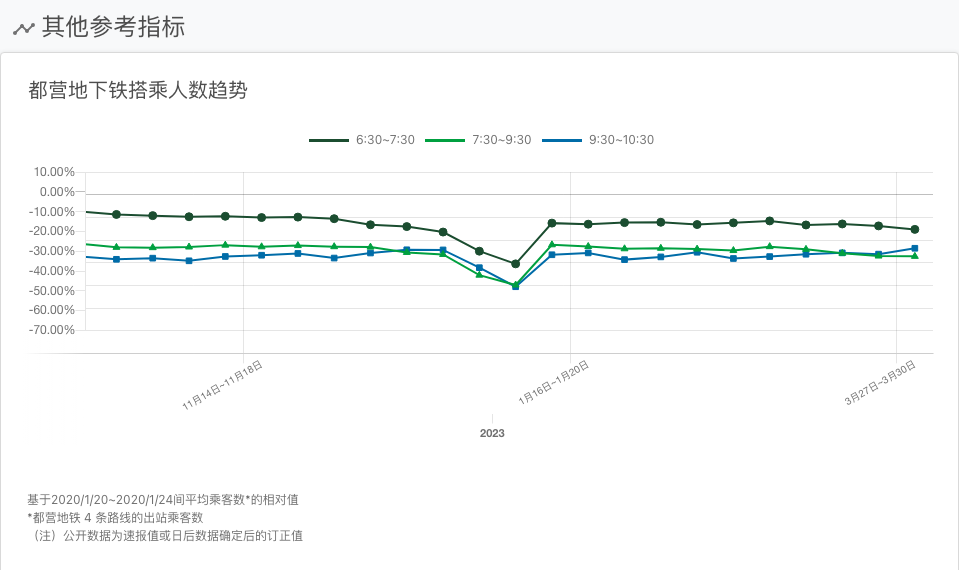 其他参考指标
都营地下铁搭乘人数趋势
6:30~7:30 7:30~9:30 9:30~10:30
10.00%
0.00%
-10.00%
-20.00%
-30.00%
-40.00%
-50.00%
-60.00%
-70.00%
11月14日~11月18日 1月16日~1月20日 3月27日~3月30日
2023
基于2020/1/20~2020/1/24间平均乘客数*的相对值
*都营地铁 4 条路线的出站乘客数
（注）公开数据为速报值或日后数据确定后的订正值